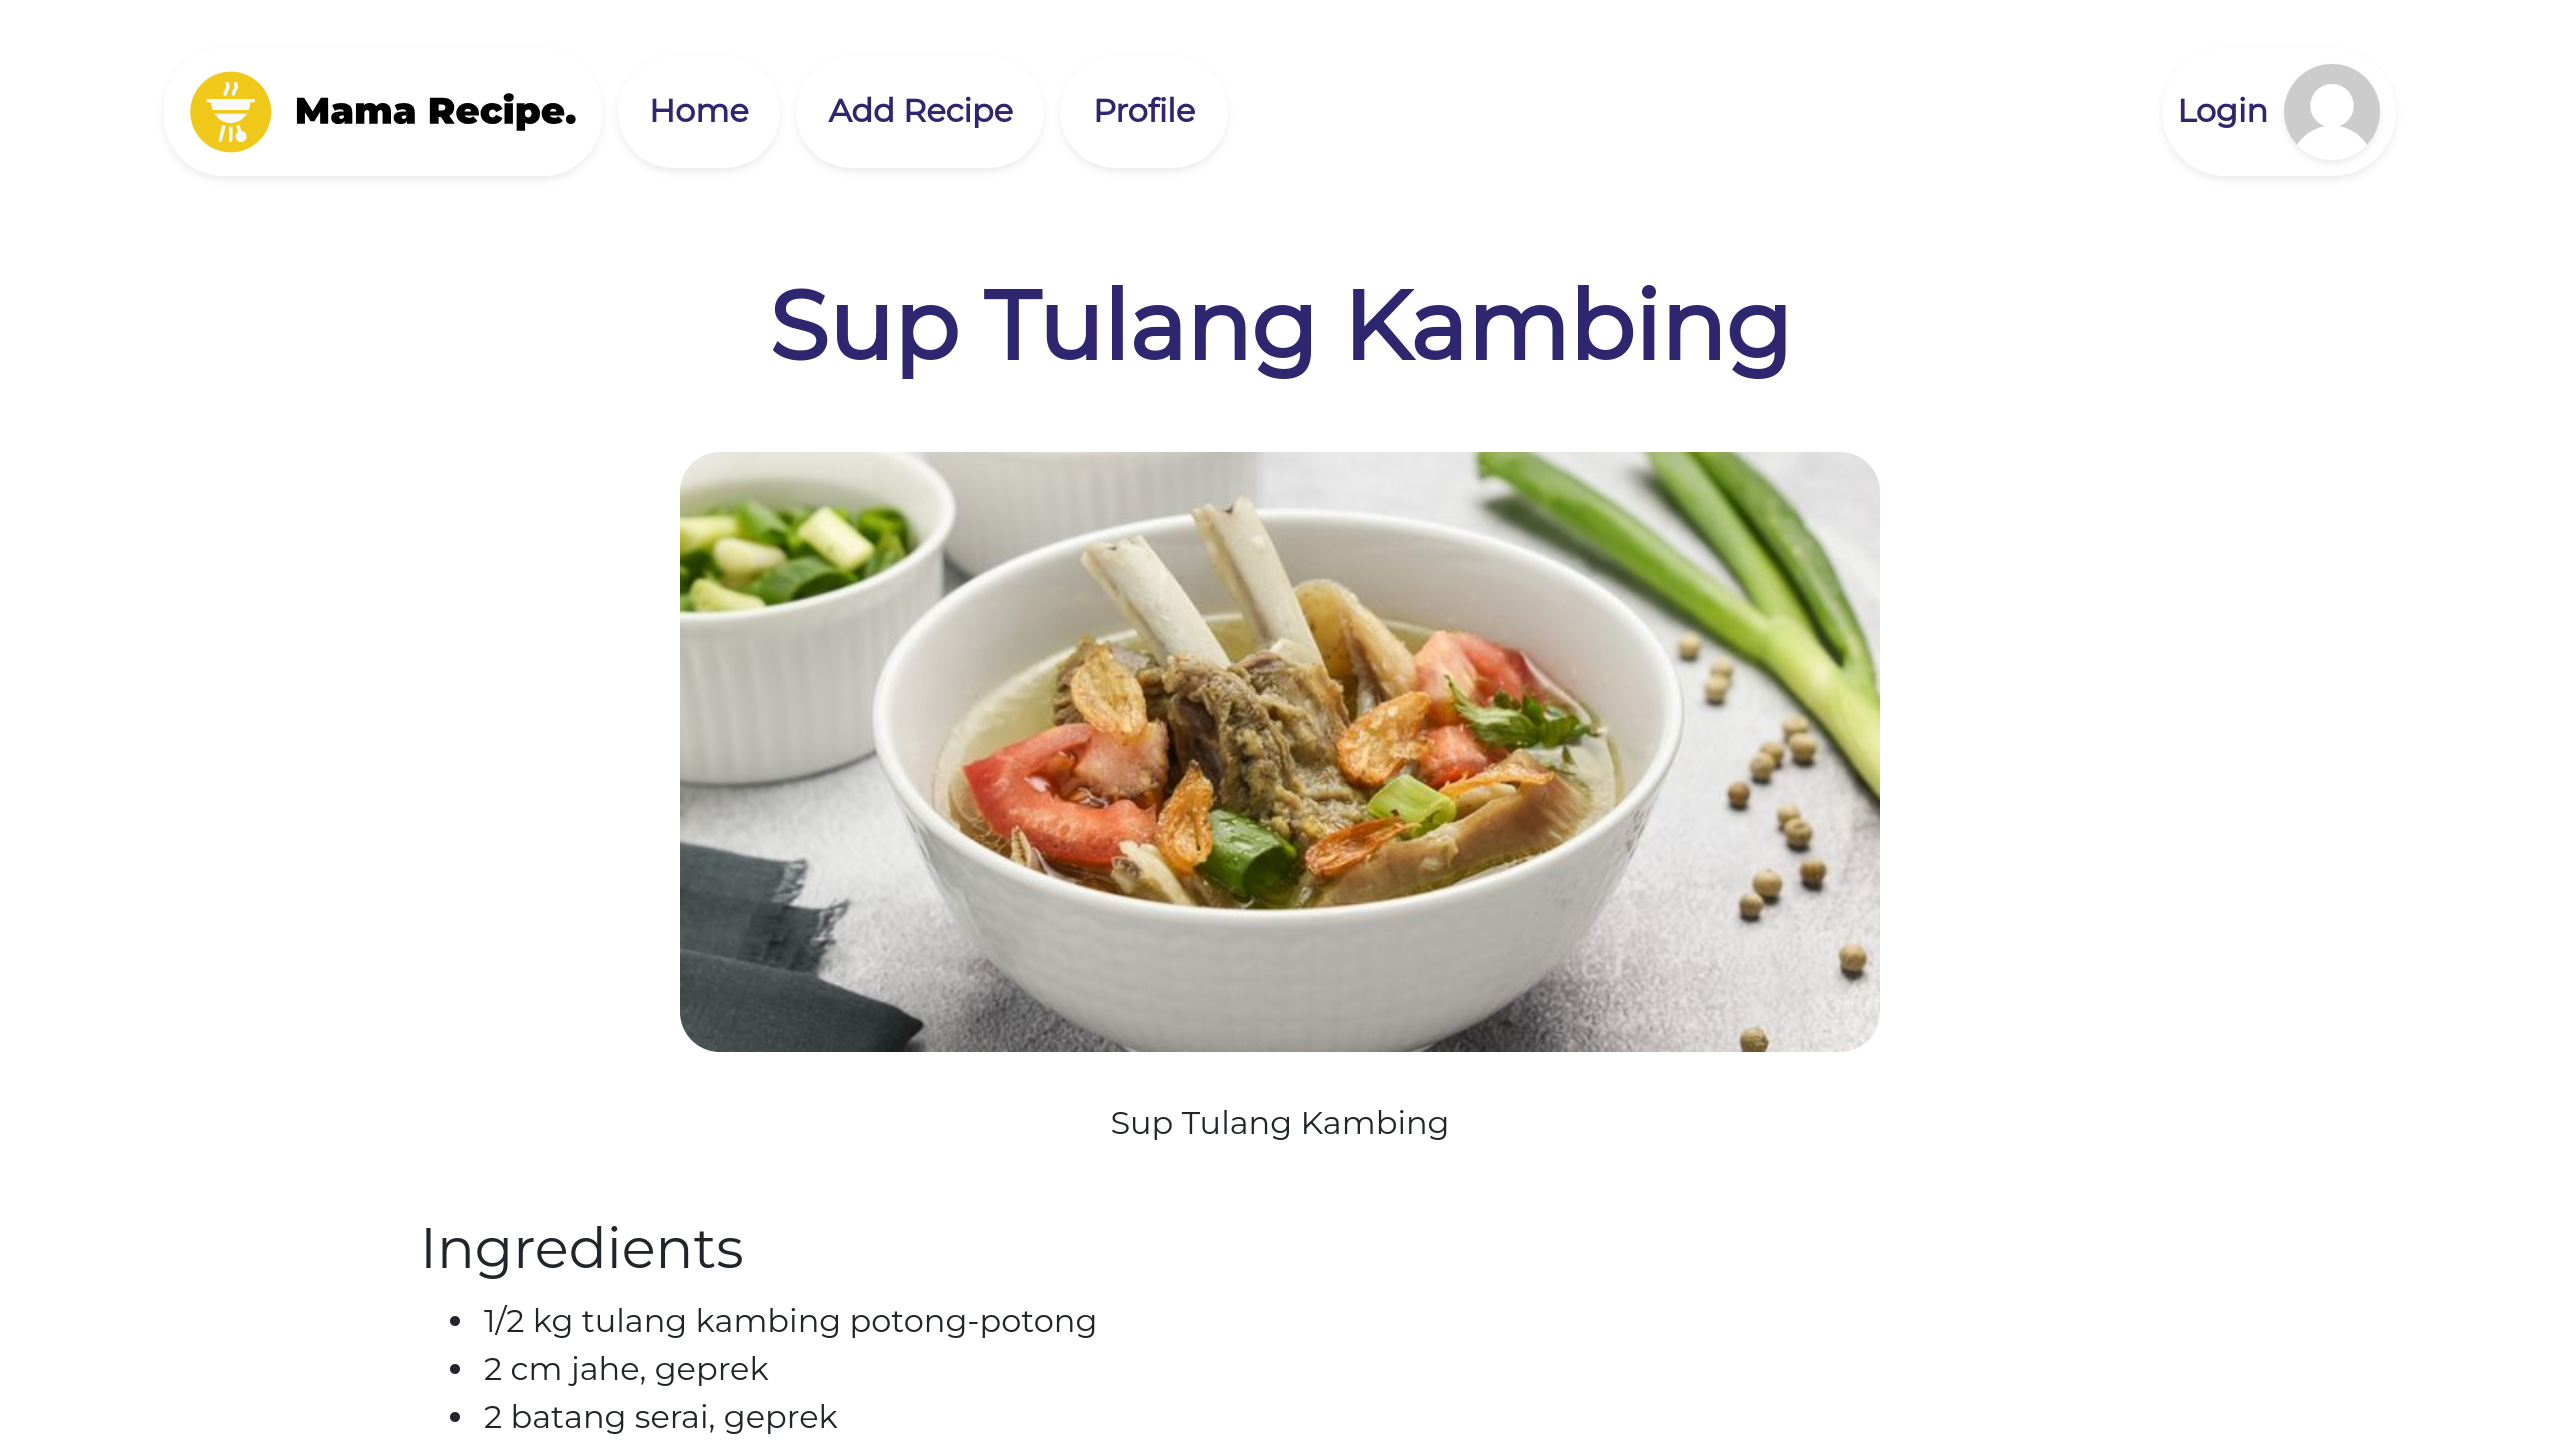 Mama Recipe.
Home
Add Recipe
Profile
Login
Sup Tulang Kambing
Sup Tulang Kambing
Ingredients
1/2 kg tulang kambing potong-potong
2 cm jahe, geprek
2 batang serai, geprek